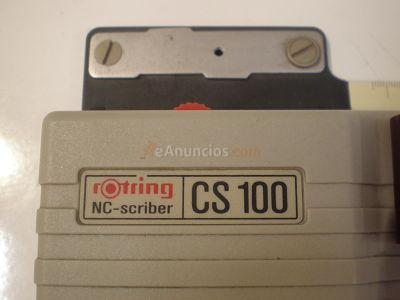 eAnuncios.com
rotring
NC-scriber
CS 100